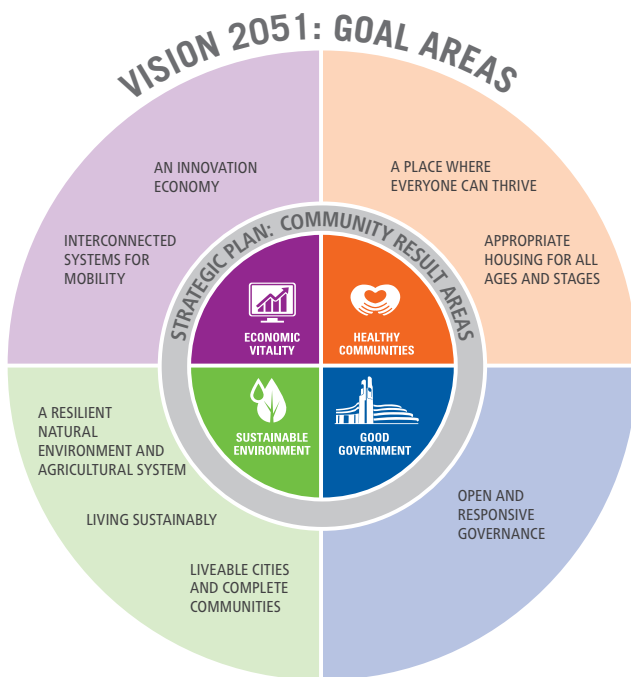 VISION 2051: GOAL AREAS
AN INNOVATION
ECONOMY
INTERCONNECTED
SYSTEMS FOR
MOBILITY
A PLACE WHERE
EVERYONE CAN THRIVE
APPROPRIATE
HOUSING FOR ALL
AGES AND STAGES
STRATEGIC PLAN: COMMUNITY RESULT AREAS
ECONOMIC
VITALITY
HEALTHY
COMMUNITIES
SUSTAINABLE
ENVIRONMENT
GOOD
GOVERNMENT
A RESILIENT
NATURAL
ENVIRONMENT AND
AGRICULTURAL SYSTEM
LIVING SUSTAINABLY
LIVEABLE CITIES
AND COMPLETE
COMMUNITIES
OPEN AND
RESPONSIVE
GOVERNANCE